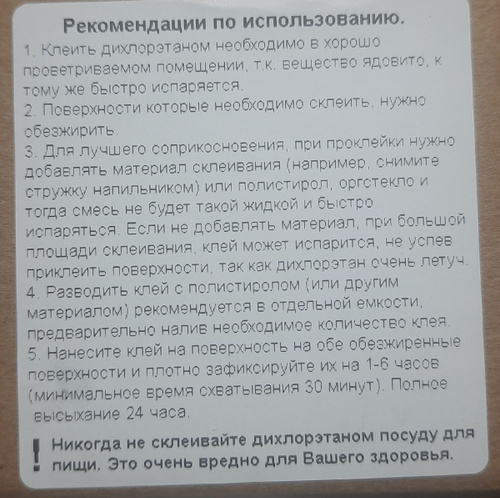 Рекомендации по использованию.
1. Клеить дихлорэтаном необходимо в хорошо
проветриваемом помещении, т.к. вещество ядовито, к
тому же быстро испаряется.
2. Поверхности которые необходимо склеить, нужно
обезжирить.
3. Для лучшего соприкосновения, при проклейки нужно
добавлять материал склеивания (например, снимите
стружку напильником) или полистирол, оргстекло и
тогда смесь не будет такой жидкой и быстро
испаряться. Если не добавлять материал, при большой
площади склеивания, клей может испарится, не успев
приклеить поверхности, так как дихлорэтан очень летуч.
4. Разводить клей с полистиролом (или другим
материалом) рекомендуется в отдельной емкости,
предварительно налив необходимое количество клея.
5. Нанесите клей на поверхность на обе обезжиренные
поверхности и плотно зафиксируйте их на 1-6 часов
(минимальное время схватывания 30 минут). Полное
высыхание 24 часа.
! Никогда не склеивайте дихлорэтаном посуду для
пищи. Это очень вредно для Вашего здоровья.